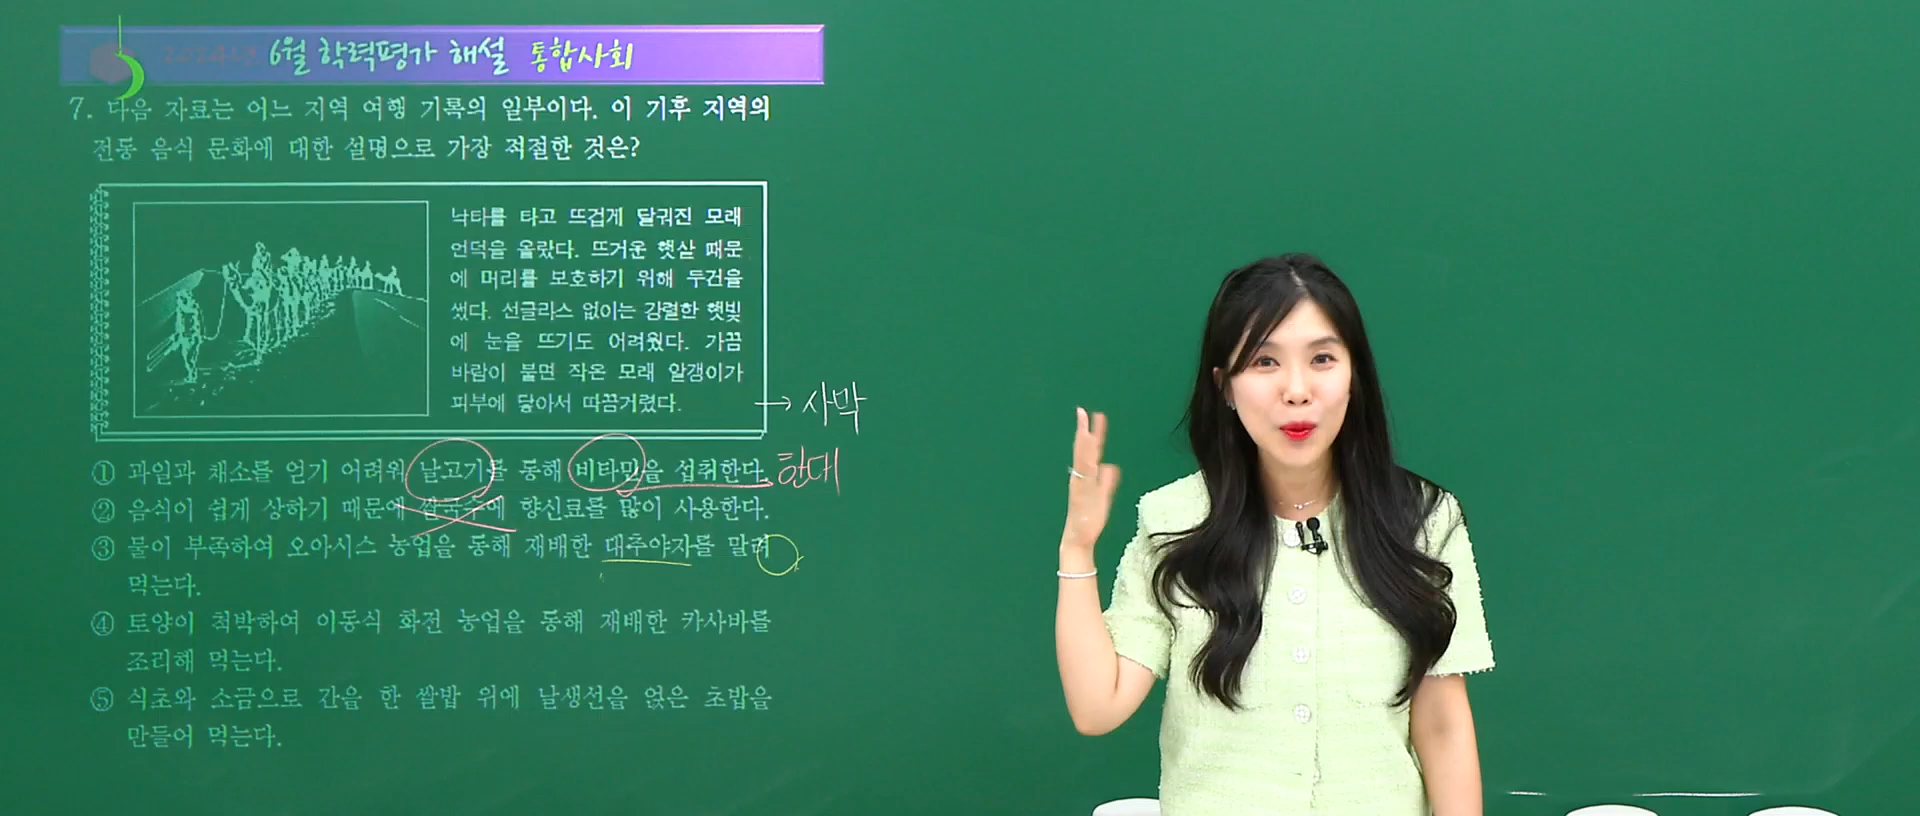 2024년 6월 학력평가 해설 통합사회
7. 다음 자료는 어느 지역 여행 기록의 일부이다. 이 기후 지역의
전통 음식 문화에 대한 설명으로 가장 적절한 것은?
낙타를 타고 뜨겁게 달궈진 모래
언덕을 올랐다. 뜨거운 햇살 때문
에 머리를 보호하기 위해 두건을
썼다. 선글라스 없이는 강렬한 햇빛
에 눈을 뜨기도 어려웠다. 가끔
바람이 불면 작은 모래 알갱이가
피부에 닿아서 따끔거렸다.
→ 사막
① 과일과 채소를 얻기 어려워 날고기를 통해 비타민을 섭취한다. 한대
② 음식이 쉽게 상하기 때문에 쌀국수에 향신료를 많이 사용한다.
③ 물이 부족하여 오아시스 농업을 통해 재배한 대추야자를 말려
먹는다.
④ 토양이 척박하여 이동식 화전 농업을 통해 재배한 카사바를
조리해 먹는다.
⑤ 식초와 소금으로 간을 한 쌀밥 위에 날생선을 얹은 초밥을
만들어 먹는다.